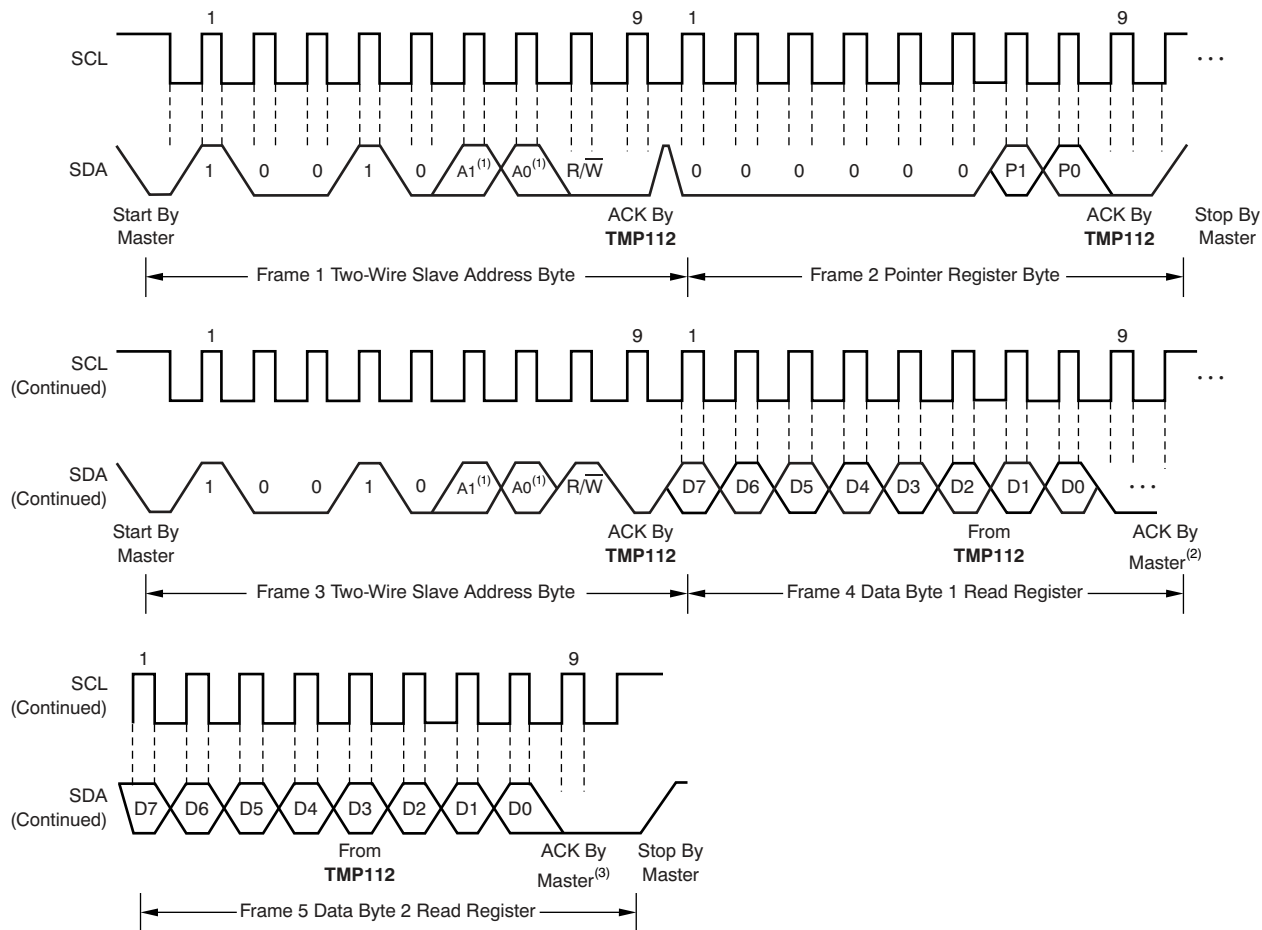 1 9 1 9
SCL
...
SDA
1 0 0 1 0 A1(1) A0(1) R/W̅ 0 0 0 0 0 0 P1 P0
Start By
Master
ACK By
TMP112
ACK By
TMP112
Stop By
Master
Frame 1 Two-Wire Slave Address Byte
Frame 2 Pointer Register Byte
1 9 1 9
SCL
(Continued)
...
SDA
(Continued)
1 0 0 1 0 A1(1) A0(1) R/W̅ D7 D6 D5 D4 D3 D2 D1 D0 ...
Start By
Master
ACK By
TMP112
From
TMP112
ACK By
Master(2)
Frame 3 Two-Wire Slave Address Byte
Frame 4 Data Byte 1 Read Register
1 9
SCL
(Continued)
SDA
(Continued)
D7 D6 D5 D4 D3 D2 D1 D0
From
TMP112
ACK By
Master(3)
Stop By
Master
Frame 5 Data Byte 2 Read Register